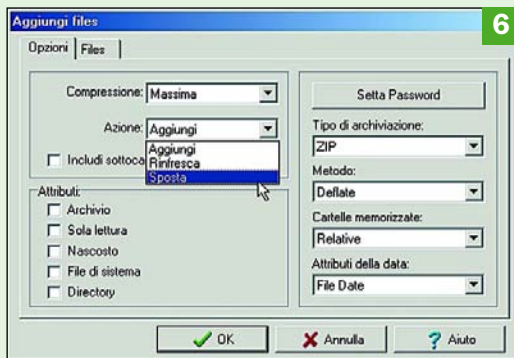 Aggiungi files
6
Opzioni
Files
Compressione: Massima
Azione: Aggiungi
Aggiungi
Rinfresca
Sposta
Includi sottoca
Attributi:
Archivio
Sola lettura
Nascosto
File di sistema
Directory
Setta Password
Tipo di archiviazione:
ZIP
Metodo:
Deflate
Cartelle memorizzate:
Relative
Attributi della data:
File Date
OK
Annulla
Aiuto